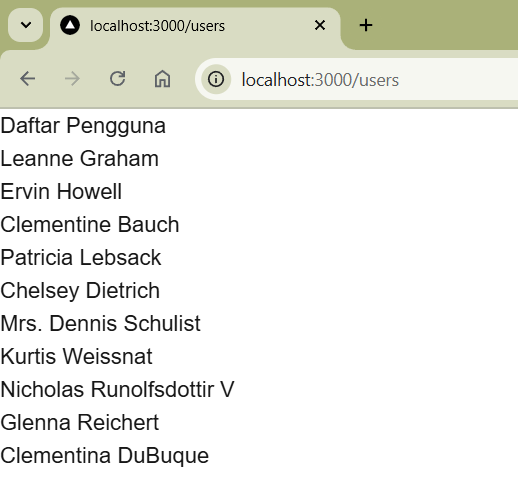 localhost:3000/users
localhost:3000/users
Daftar Pengguna
Leanne Graham
Ervin Howell
Clementine Bauch
Patricia Lebsack
Chelsey Dietrich
Mrs. Dennis Schulist
Kurtis Weissnat
Nicholas Runolfsdottir V
Glenna Reichert
Clementina DuBuque